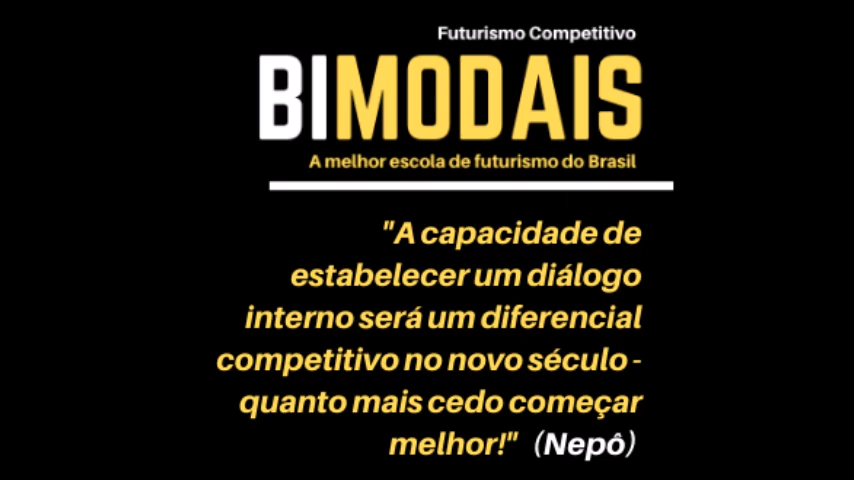 Futurismo Competitivo
BIMODAIS
A melhor escola de futurismo do Brasil
"A capacidade de
estabelecer um diálogo
interno será um diferencial
competitivo no novo século -
quanto mais cedo começar
melhor!" (Nepô)